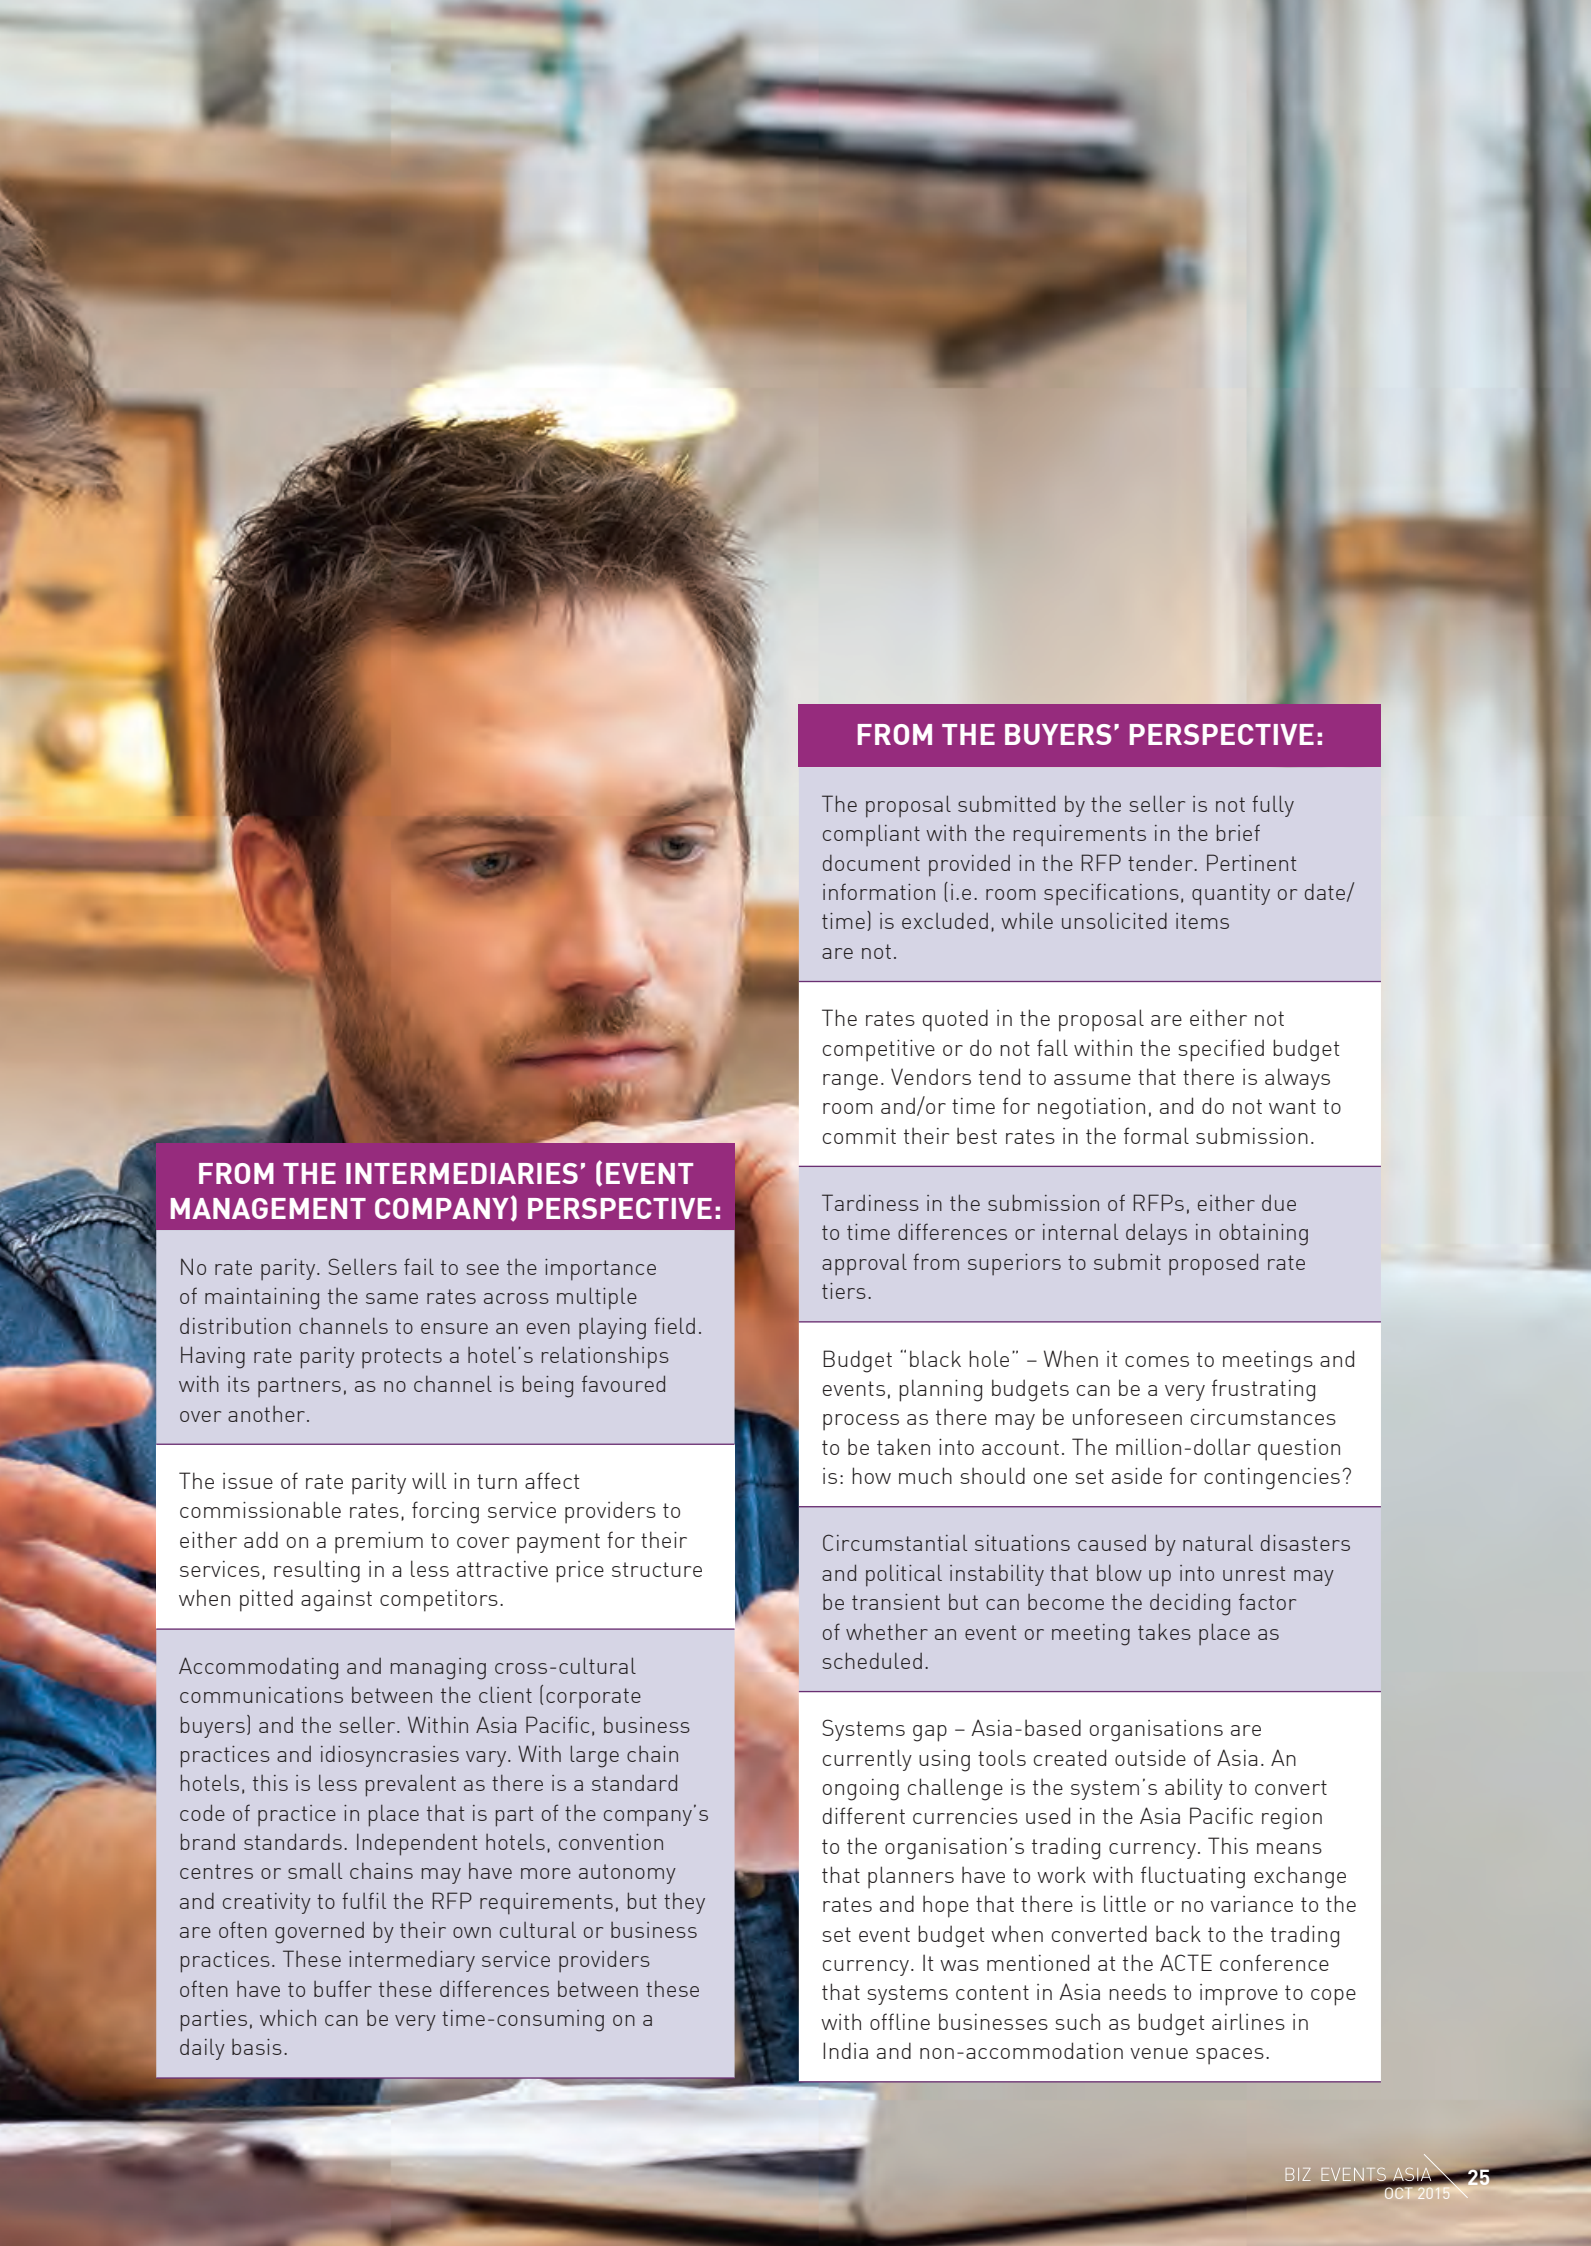 FROM THE INTERMEDIARIES’ (EVENT
MANAGEMENT COMPANY) PERSPECTIVE:
No rate parity. Sellers fail to see the importance
of maintaining the same rates across multiple
distribution channels to ensure an even playing field.
Having rate parity protects a hotel’s relationships
with its partners, as no channel is being favoured
over another.
The issue of rate parity will in turn affect
commissionable rates, forcing service providers to
either add on a premium to cover payment for their
services, resulting in a less attractive price structure
when pitted against competitors.
Accommodating and managing cross-cultural
communications between the client (corporate
buyers) and the seller. Within Asia Pacific, business
practices and idiosyncrasies vary. With large chain
hotels, this is less prevalent as there is a standard
code of practice in place that is part of the company’s
brand standards. Independent hotels, convention
centres or small chains may have more autonomy
and creativity to fulfil the RFP requirements, but they
are often governed by their own cultural or business
practices. These intermediary service providers
often have to buffer these differences between these
parties, which can be very time-consuming on a
daily basis.
FROM THE BUYERS’ PERSPECTIVE:
The proposal submitted by the seller is not fully
compliant with the requirements in the brief
document provided in the RFP tender. Pertinent
information (i.e. room specifications, quantity or date/
time) is excluded, while unsolicited items
are not.
The rates quoted in the proposal are either not
competitive or do not fall within the specified budget
range. Vendors tend to assume that there is always
room and/or time for negotiation, and do not want to
commit their best rates in the formal submission.
Tardiness in the submission of RFPs, either due
to time differences or internal delays in obtaining
approval from superiors to submit proposed rate
tiers.
Budget “black hole” – When it comes to meetings and
events, planning budgets can be a very frustrating
process as there may be unforeseen circumstances
to be taken into account. The million-dollar question
is: how much should one set aside for contingencies?
Circumstantial situations caused by natural disasters
and political instability that blow up into unrest may
be transient but can become the deciding factor
of whether an event or meeting takes place as
scheduled.
Systems gap – Asia-based organisations are
currently using tools created outside of Asia. An
ongoing challenge is the system’s ability to convert
different currencies used in the Asia Pacific region
to the organisation’s trading currency. This means
that planners have to work with fluctuating exchange
rates and hope that there is little or no variance to the
set event budget when converted back to the trading
currency. It was mentioned at the ACTE conference
that systems content in Asia needs to improve to cope
with offline businesses such as budget airlines in
India and non-accommodation venue spaces.
BIZ EVENTS ASIA 25
OCT 2015